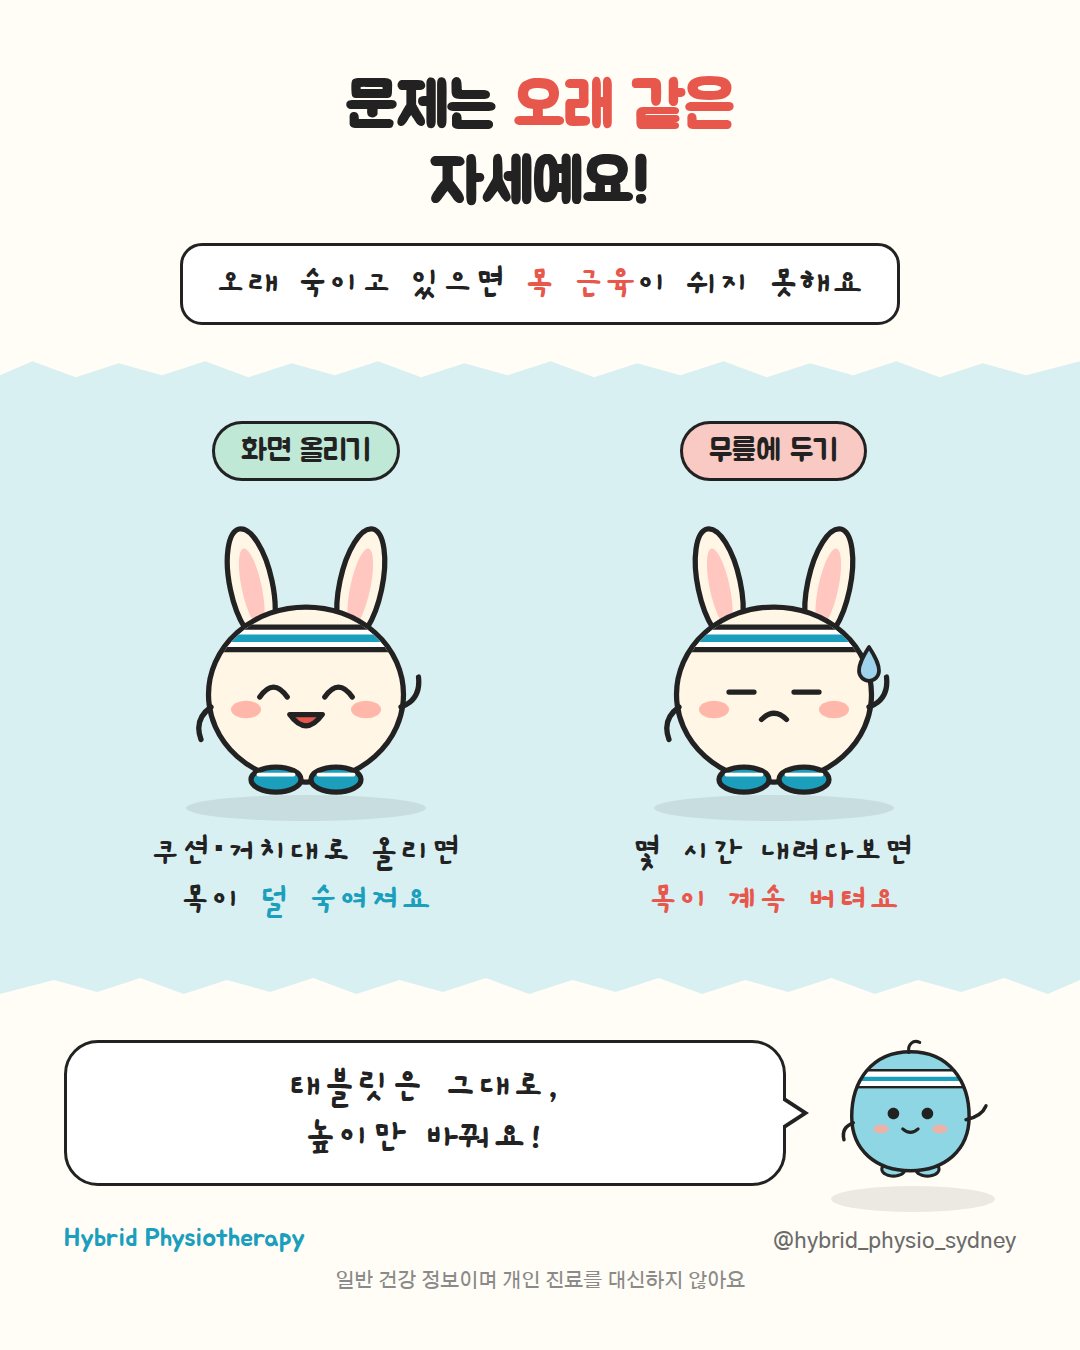 문제는 오래 같은
자세예요!
오래 숙이고 있으면 목 근육이 쉬지 못해요
화면 올리기
무릎에 두기
쿠션·거치대로 올리면
목이 덜 숙여져요
몇 시간 내려다보면
목이 계속 버텨요
태블릿은 그대로,
높이만 바꿔요!
Hybrid Physiotherapy
@hybrid_physio_sydney
일반 건강 정보이며 개인 진료를 대신하지 않아요